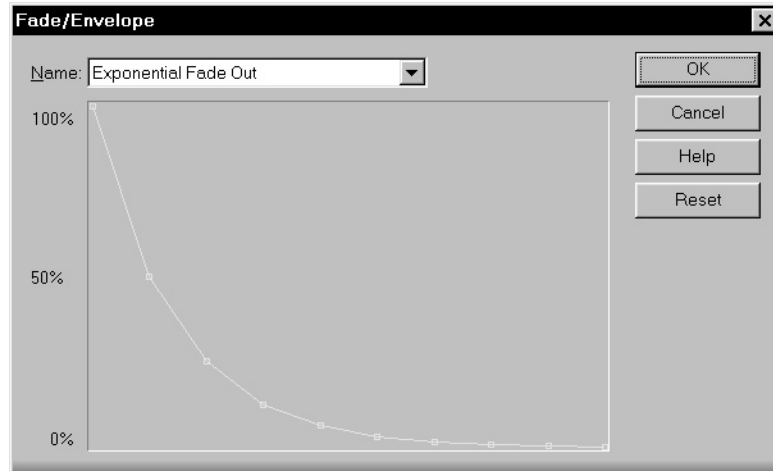 Fade/Envelope
Name: Exponential Fade Out
OK
Cancel
Help
Reset
100%
50%
0%